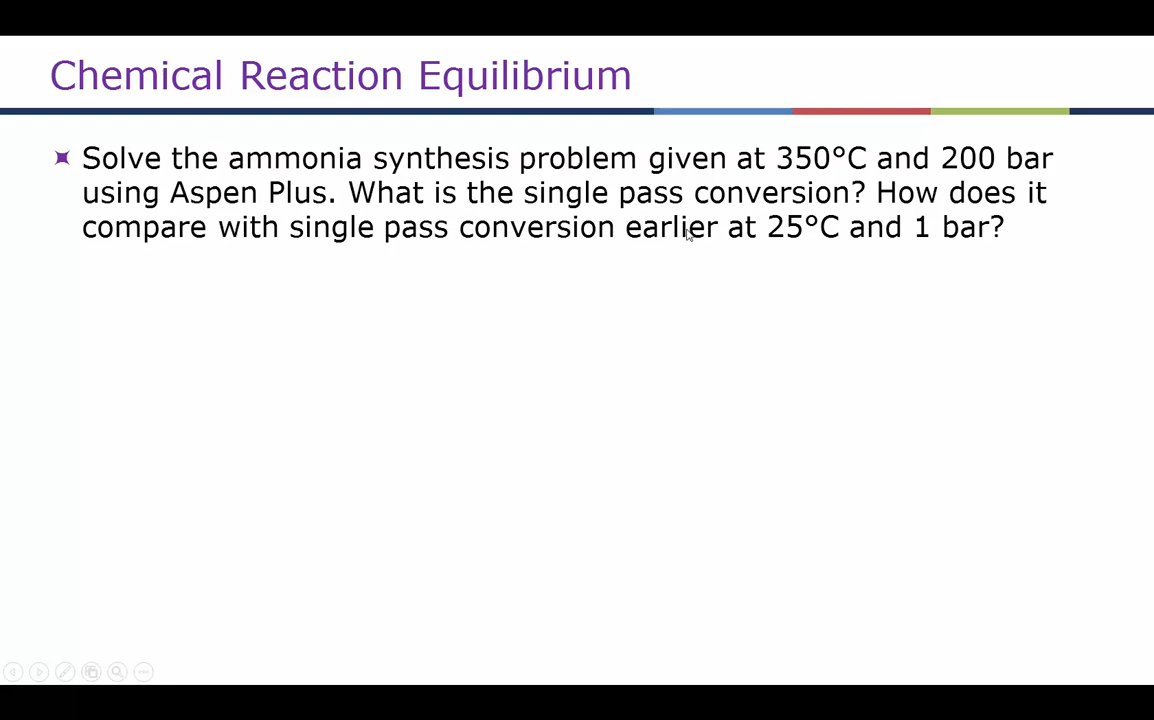 Chemical Reaction Equilibrium
Solve the ammonia synthesis problem given at 350°C and 200 bar
using Aspen Plus. What is the single pass conversion? How does it
compare with single pass conversion earlier at 25°C and 1 bar?